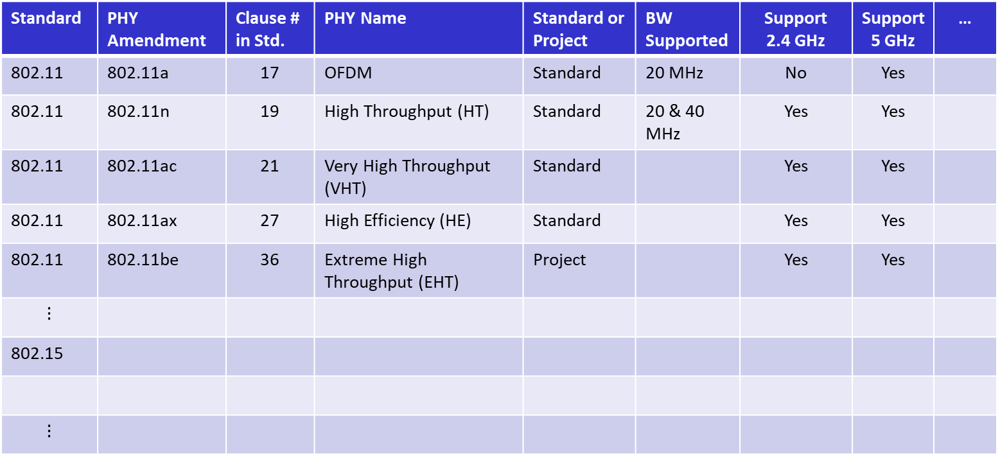 Standard PHY Amendment Clause # in Std. PHY Name Standard or Project BW Supported Support 2.4 GHz Support 5 GHz ...
802.11 802.11a 17 OFDM Standard 20 MHz No Yes
802.11 802.11n 19 High Throughput (HT) Standard 20 & 40 MHz Yes Yes
802.11 802.11ac 21 Very High Throughput (VHT) Standard Yes Yes
802.11 802.11ax 27 High Efficiency (HE) Standard Yes Yes
802.11 802.11be 36 Extreme High Throughput (EHT) Project Yes Yes
⋮
802.15
⋮